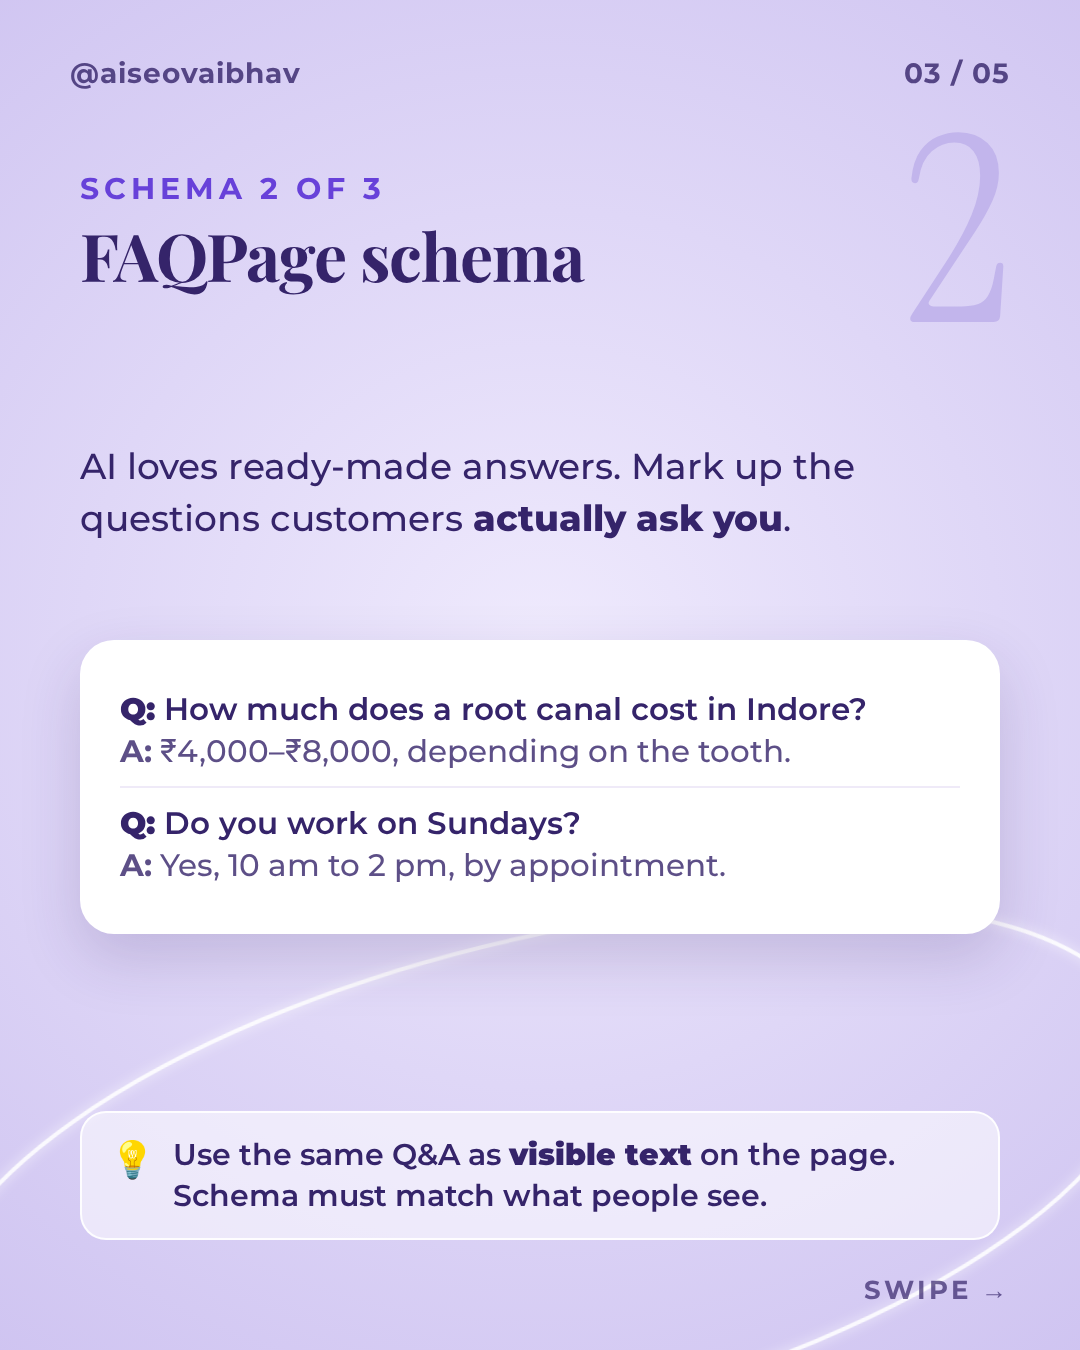 @aiseovaibhav
03 / 05
2
SCHEMA 2 OF 3
FAQPage schema
AI loves ready-made answers. Mark up the
questions customers actually ask you.
Q: How much does a root canal cost in Indore?
A: ₹4,000–₹8,000, depending on the tooth.
Q: Do you work on Sundays?
A: Yes, 10 am to 2 pm, by appointment.
💡 Use the same Q&A as visible text on the page.
Schema must match what people see.
SWIPE →